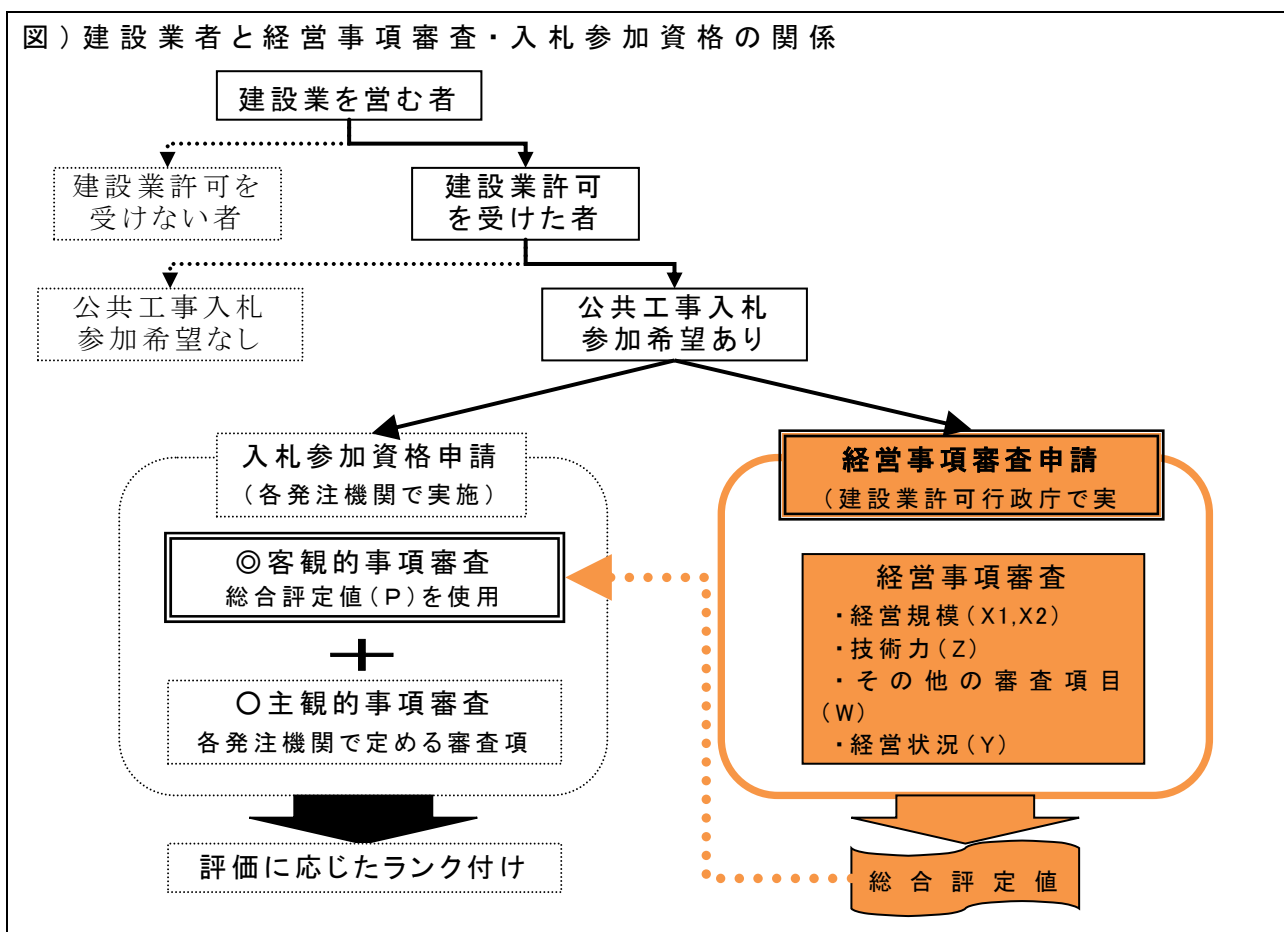 図）建設業者と経営事項審査・入札参加資格の関係
建設業を営む者
建設業許可を
受けない者
建設業許可
を受けた者
公共工事入札
参加希望なし
公共工事入札
参加希望あり
入札参加資格申請
（各発注機関で実施）
◎客観的事項審査
総合評定値（Ｐ）を使用
＋
○主観的事項審査
各発注機関で定める審査項
評価に応じたランク付け
経営事項審査申請
（建設業許可行政庁で実
経営事項審査
・経営規模（X1,X2）
・技術力（Z）
・その他の審査項目
（W）
・経営状況（Y）
総合評定値